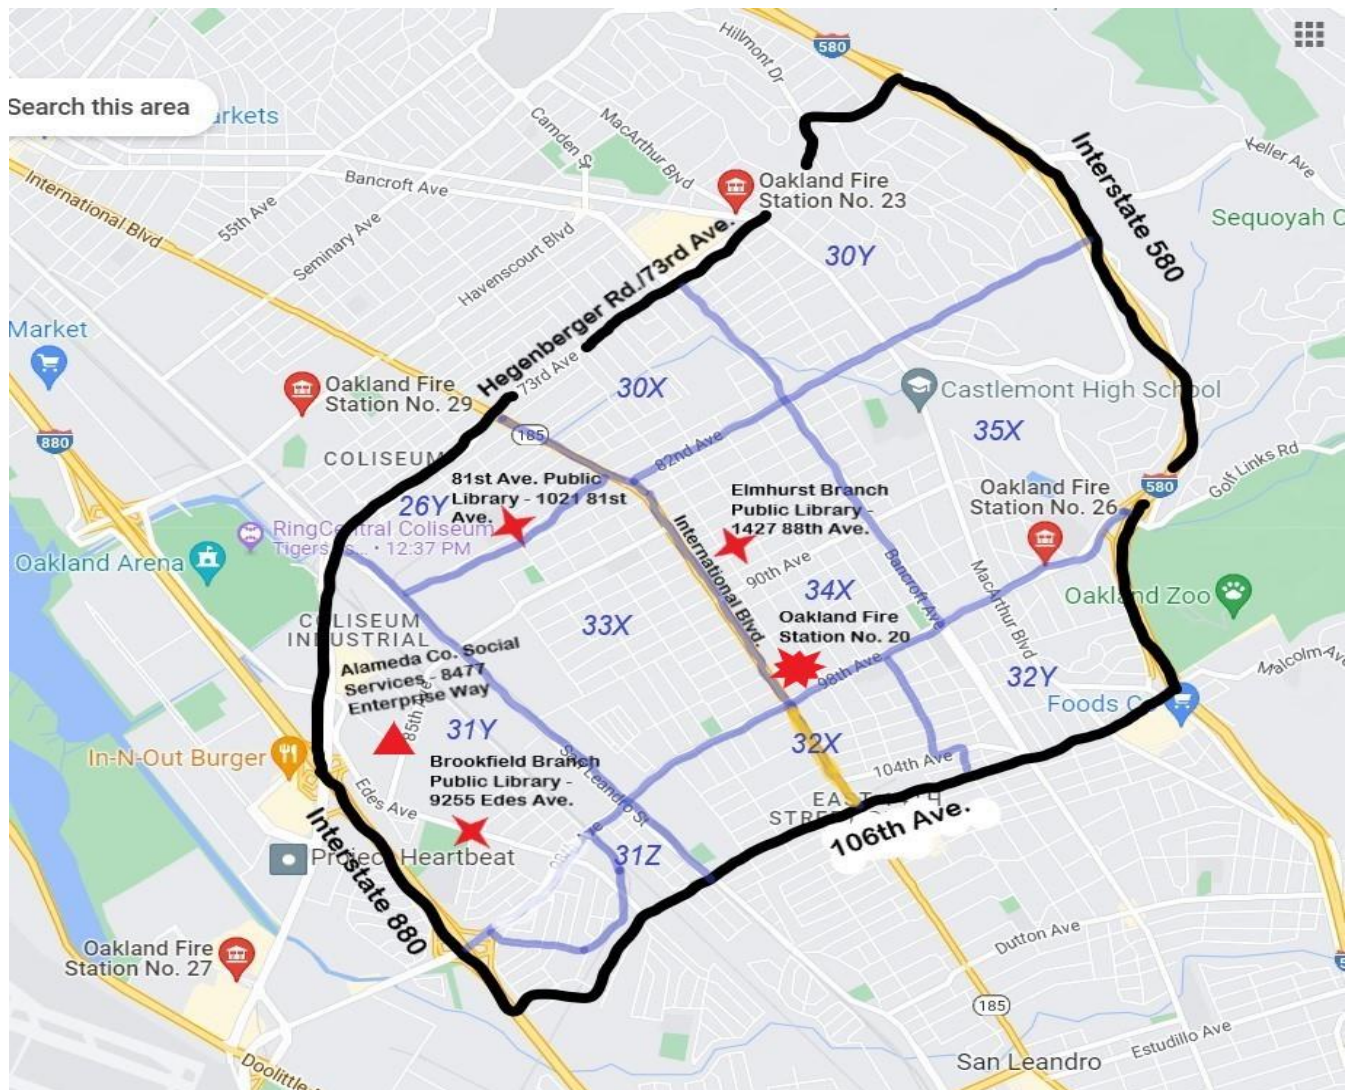 Search this area
arkets
580
Hillmont Dr
Camden St
MacArthur Blvd
Bancroft Ave
International Blvd
55th Ave
Seminary Ave
Havenscourt Blvd
Oakland Fire
Station No. 23
Interstate 580
Keller Ave
Sequoyah C
30Y
Hegenberger Rd./73rd Ave.
Market
73rd Ave
Oakland Fire
Station No. 29
30X
Castlemont High School
880
185
COLISEUM
82nd Ave
35X
Golf Links Rd
580
81st Ave. Public
Library - 1021 81st
Ave.
26Y
Elmhurst Branch
Public Library -
1427 88th Ave.
Oakland Fire
Station No. 26
RingCentral Coliseum
Tigers • 12:37 PM
Oakland Arena
International Blvd.
90th Ave
Bancroft Ave
34X
MacArthur Blvd
Oakland Zoo
COLISEUM
INDUSTRIAL
33X
Oakland Fire
Station No. 20
98th Ave
Malcolm Av
Alameda Co. Social
Services - 8477
Enterprise Way
85th Ave
32Y
Foods C
31Y
32X
In-N-Out Burger
Brookfield Branch
Public Library -
9255 Edes Ave.
San Leandro St
104th Ave
Edes Ave
EAST
STREET
106th Ave.
Interstate 880
Project Heartbeat
31Z
Oakland Fire
Station No. 27
Dutton Ave
5
185
Doolittle
San Leandro
Estudillo Ave